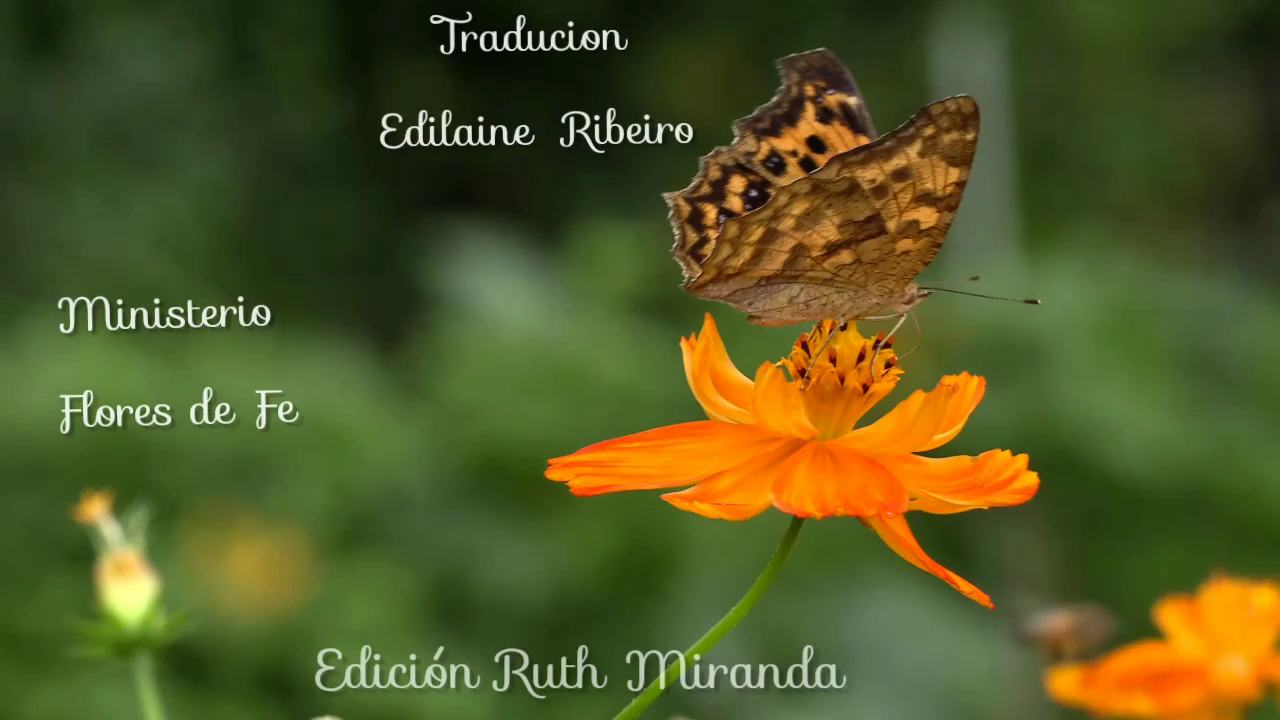 Traducion
Edilaine Ribeiro
Ministerio
Flores de Fe
Edición Ruth Miranda